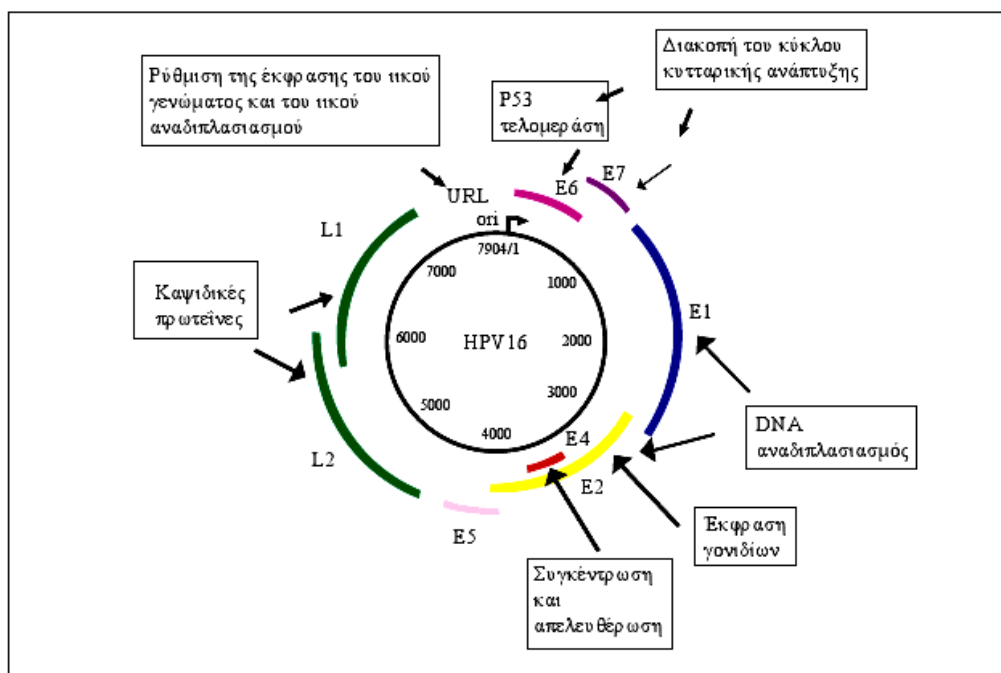 Ρύθμιση της έκφρασης του ιικού
γενώματος και του ιικού
αναδιπλασιασμού
Διακοπή του κύκλου
κυτταρικής ανάπτυξης
P53
τελομεράση
E6
E7
URL
ori
L1
7904/1
7000
1000
Καψιδικές
πρωτεΐνες
E1
6000
HPV16
2000
3000
5000
4000
E4
DNA
αναδιπλασιασμός
L2
E2
E5
Έκφραση
γονιδίων
Συγκέντρωση
και
απελευθέρωση